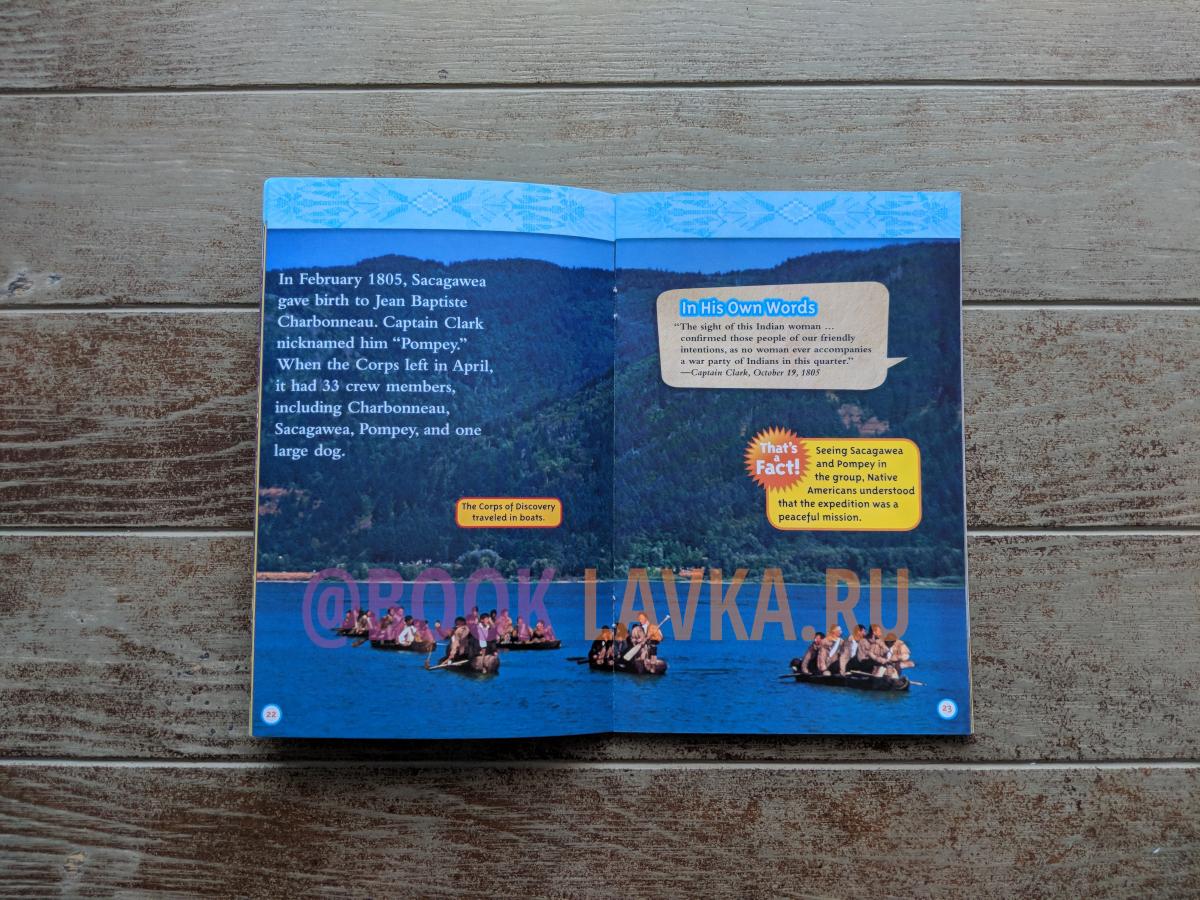 In February 1805, Sacagawea
gave birth to Jean Baptiste
Charbonneau. Captain Clark
nicknamed him “Pompey.”
When the Corps left in April,
it had 33 crew members,
including Charbonneau,
Sacagawea, Pompey, and one
large dog.
The Corps of Discovery
traveled in boats.
22
In His Own Words
“The sight of this Indian woman ...
confirmed those people of our friendly
intentions, as no woman ever accompanies
a war party of Indians in this quarter.”
—Captain Clark, October 19, 1805
That's
a
Fact!
Seeing Sacagawea
and Pompey in
the group, Native
Americans understood
that the expedition was a
peaceful mission.
23
@BOOK LAVKA.RU